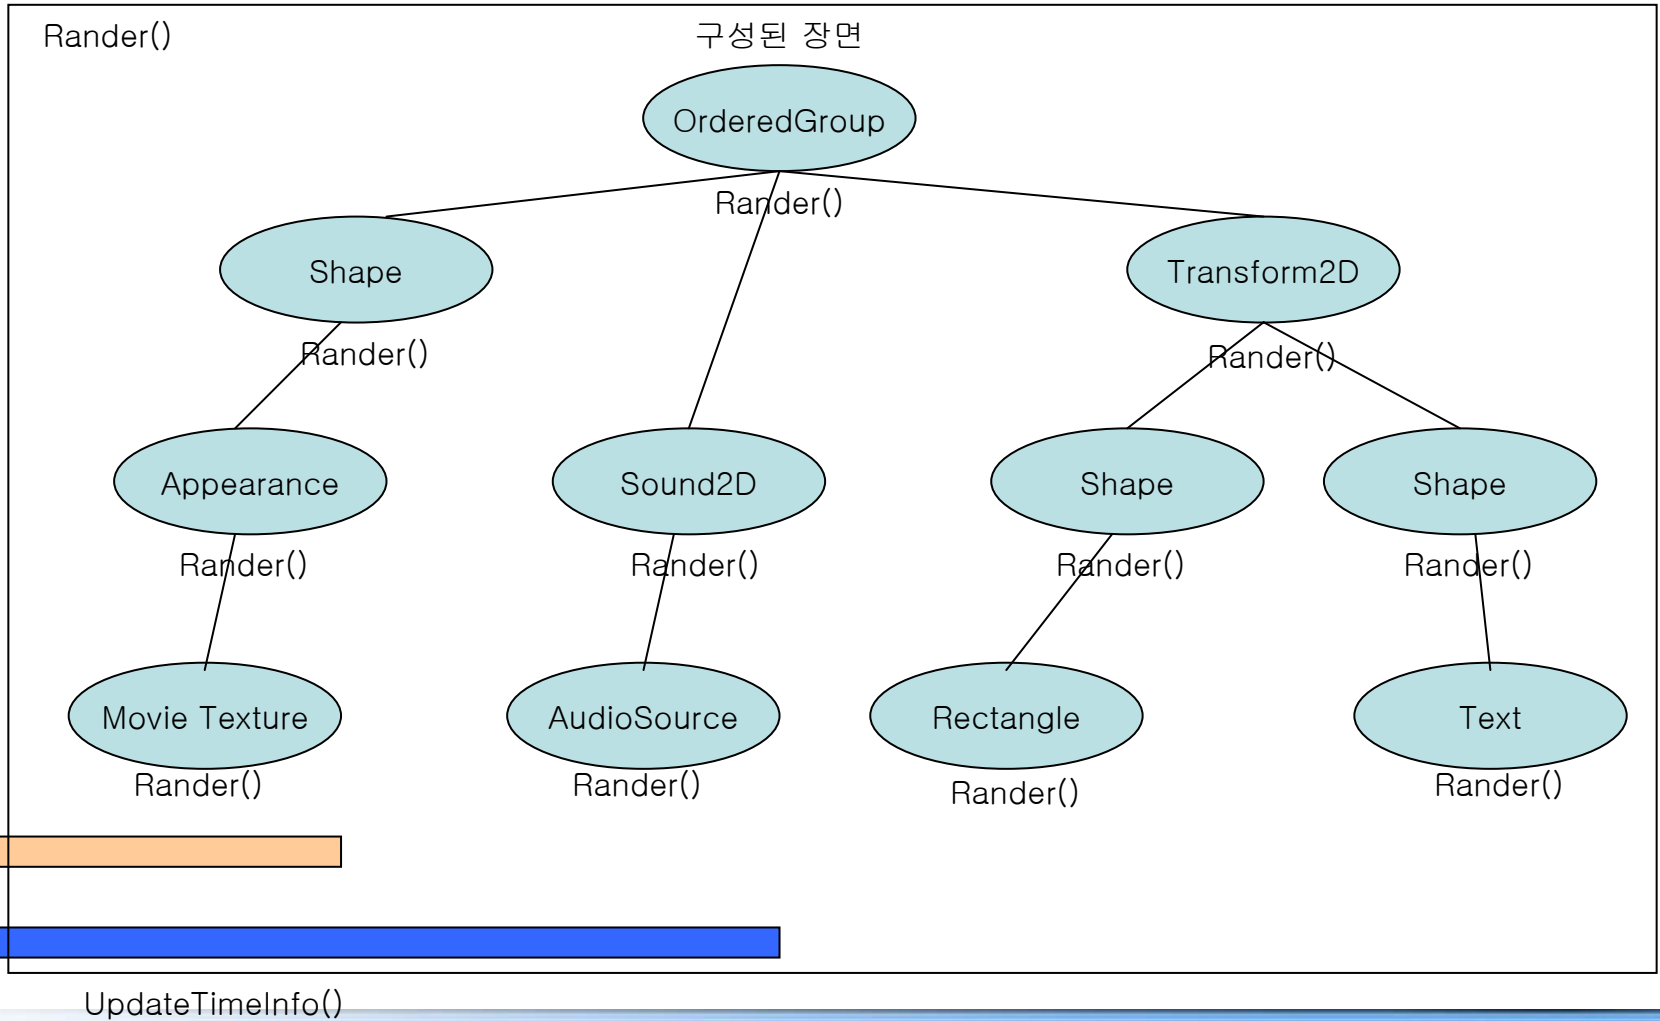 Rander()
구성된 장면
OrderedGroup
Rander()
Shape
Transform2D
Rander()
Rander()
Appearance
Sound2D
Shape
Shape
Rander()
Rander()
Rander()
Rander()
Movie Texture
AudioSource
Rectangle
Text
Rander()
Rander()
Rander()
Rander()
UpdateTimeInfo()